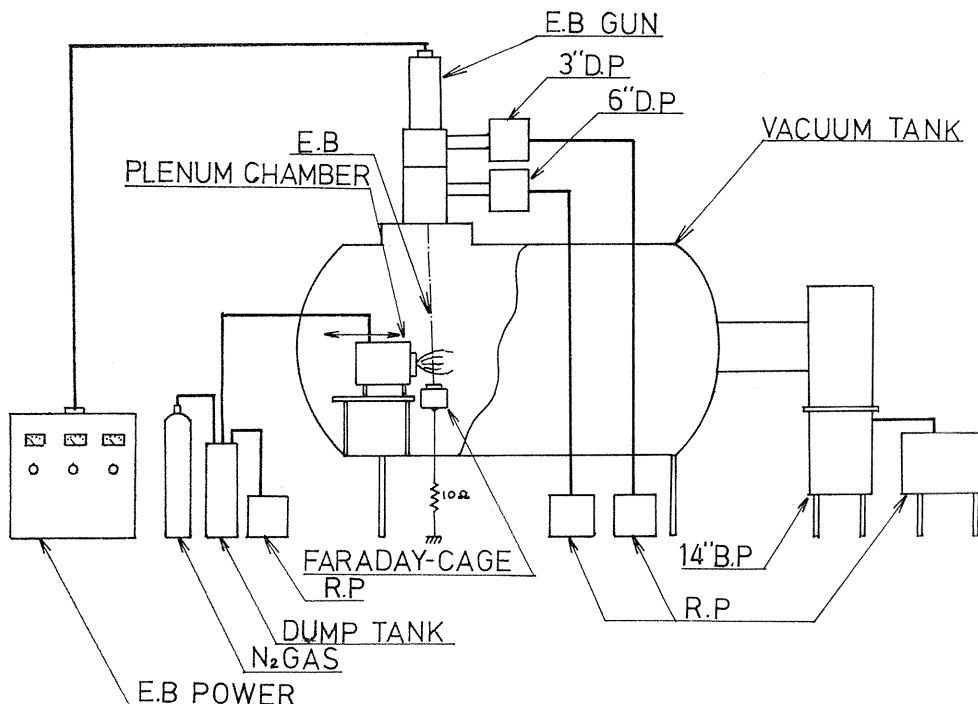 E.B GUN
3"D.P
6"D.P
VACUUM TANK
E.B
PLENUM CHAMBER
10Ω
FARADAY-CAGE
R.P
14"B.P
R.P
DUMP TANK
N₂GAS
E.B POWER